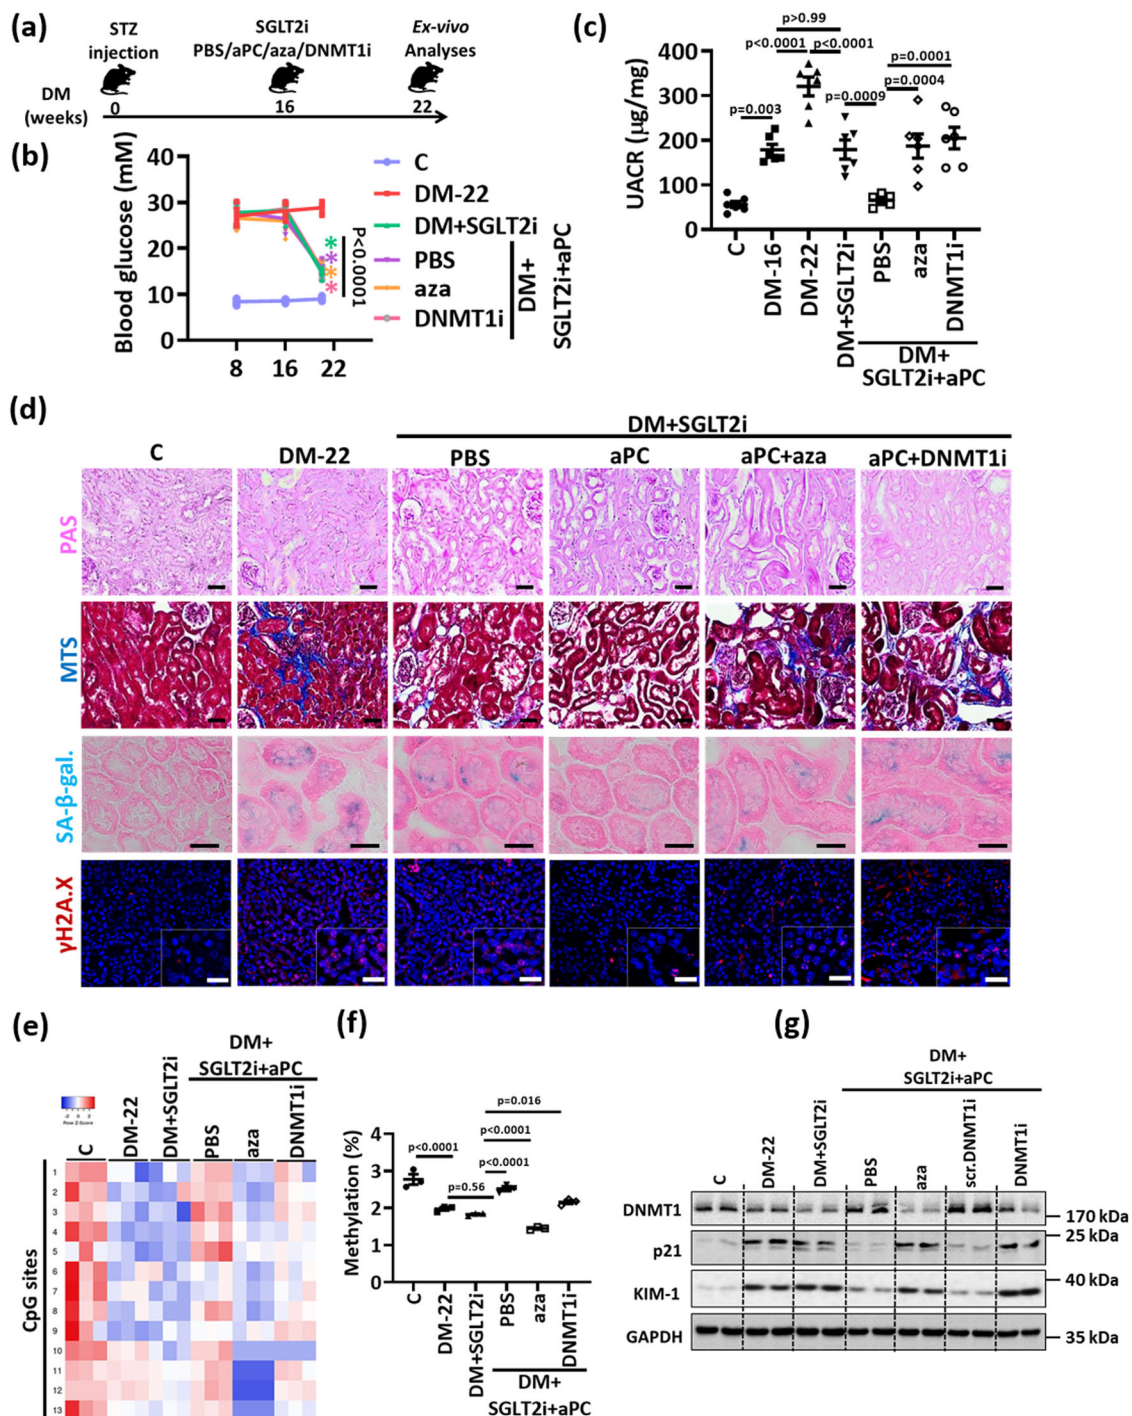 (a)
STZ
injection
SGLT2i
PBS/aPC/aza/DNMT1i
Ex-vivo
Analyses
DM
(weeks)
0
16
22
(b)
Blood glucose (mM)
40
30
20
10
0
8
16
22
P<0.0001
*
*
*
*
C
DM-22
DM+SGLT2i
PBS
aza
DNMT1i
DM+
SGLT2i+aPC
(c)
UACR (µg/mg)
400
300
200
100
0
p>0.99
p<0.0001
p<0.0001
p=0.0001
p=0.0004
p=0.003
p=0.0009
C
DM-16
DM-22
DM+SGLT2i
PBS
aza
DNMT1i
DM+
SGLT2i+aPC
(d)
DM+SGLT2i
C
DM-22
PBS
aPC
aPC+aza
aPC+DNMT1i
PAS
MTS
SA-β-gal.
γH2A.X
(e)
DM+
SGLT2i+aPC
-2
0
2
Row Z-Score
C
DM-22
DM+SGLT2i
PBS
aza
DNMT1i
CpG sites
1
2
3
4
5
6
7
8
9
10
11
12
13
(f)
Methylation (%)
4
3
2
1
0
p=0.016
p<0.0001
p<0.0001
p<0.0001
p=0.56
C
DM-22
DM+SGLT2i
PBS
aza
DNMT1i
DM+
SGLT2i+aPC
(g)
DM+
SGLT2i+aPC
C
DM-22
DM+SGLT2i
PBS
aza
scr.DNMT1i
DNMT1i
DNMT1
170 kDa
25 kDa
p21
KIM-1
40 kDa
GAPDH
35 kDa